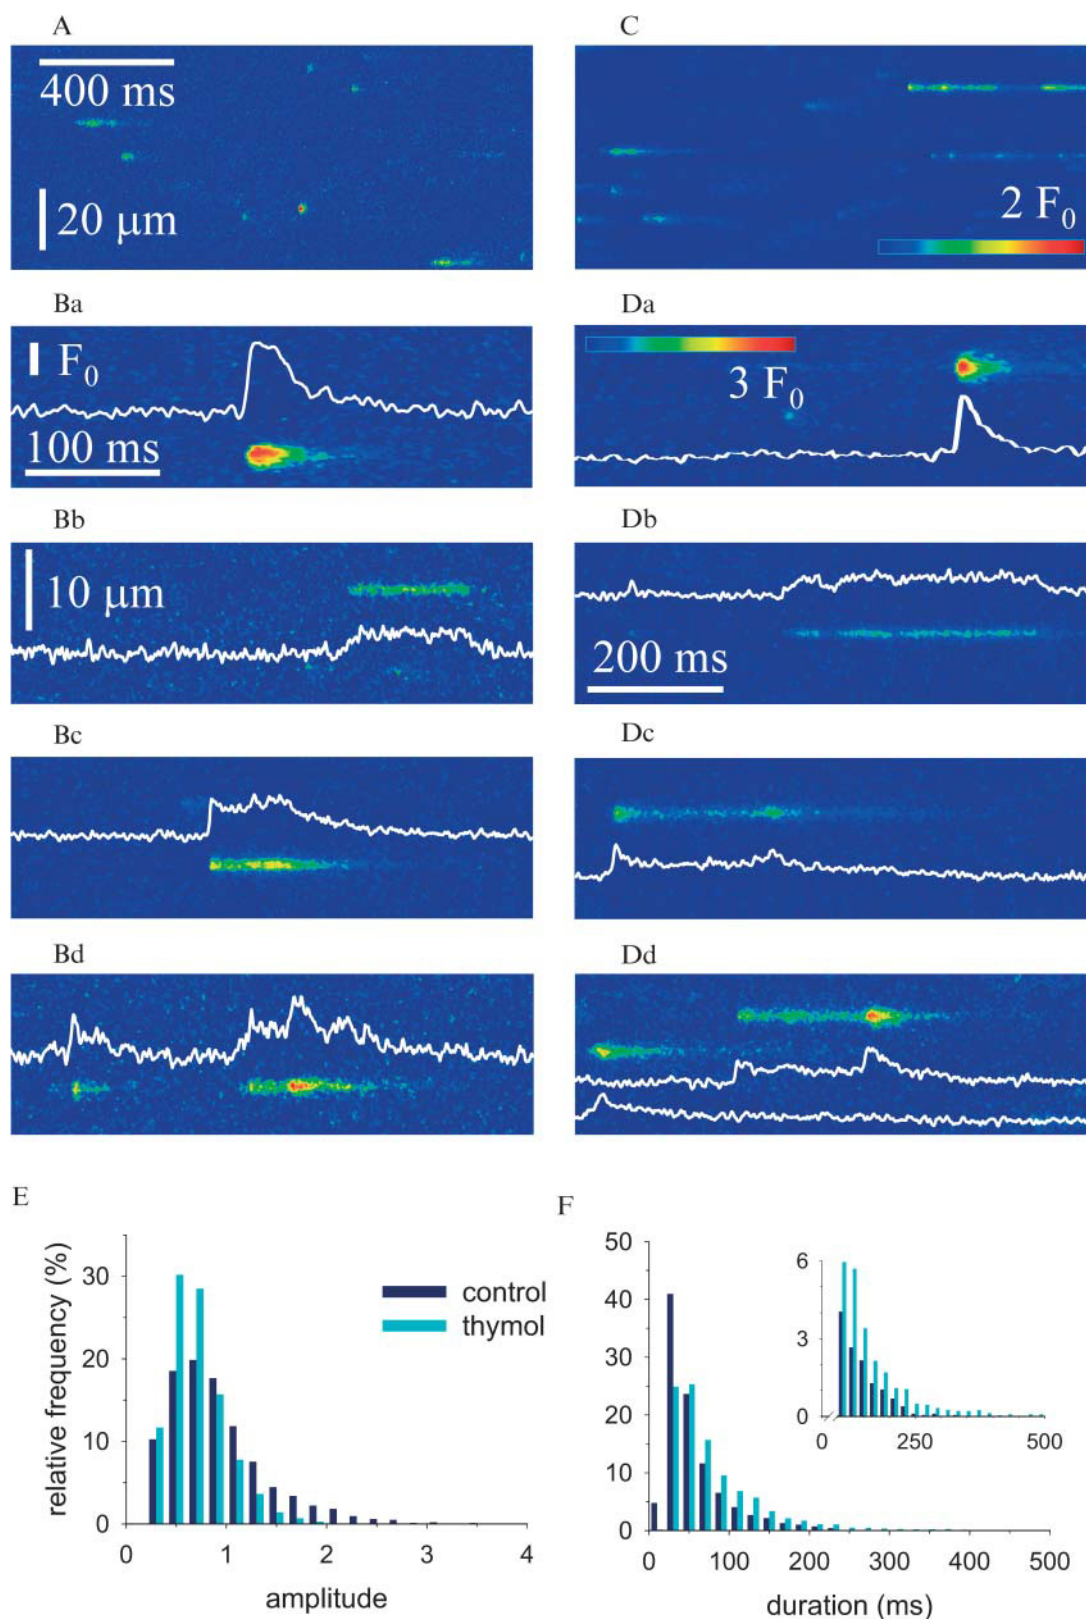 A
400 ms
20 μm
C
2 F0
Ba
F0
100 ms
Da
3 F0
Bb
10 μm
Db
200 ms
Bc
Dc
Bd
Dd
E
relative frequency (%)
30
20
10
0
0 1 2 3 4
amplitude
control
thymol
F
50
40
30
20
10
0
0 100 200 300 400 500
duration (ms)
6
3
0
0 250 500